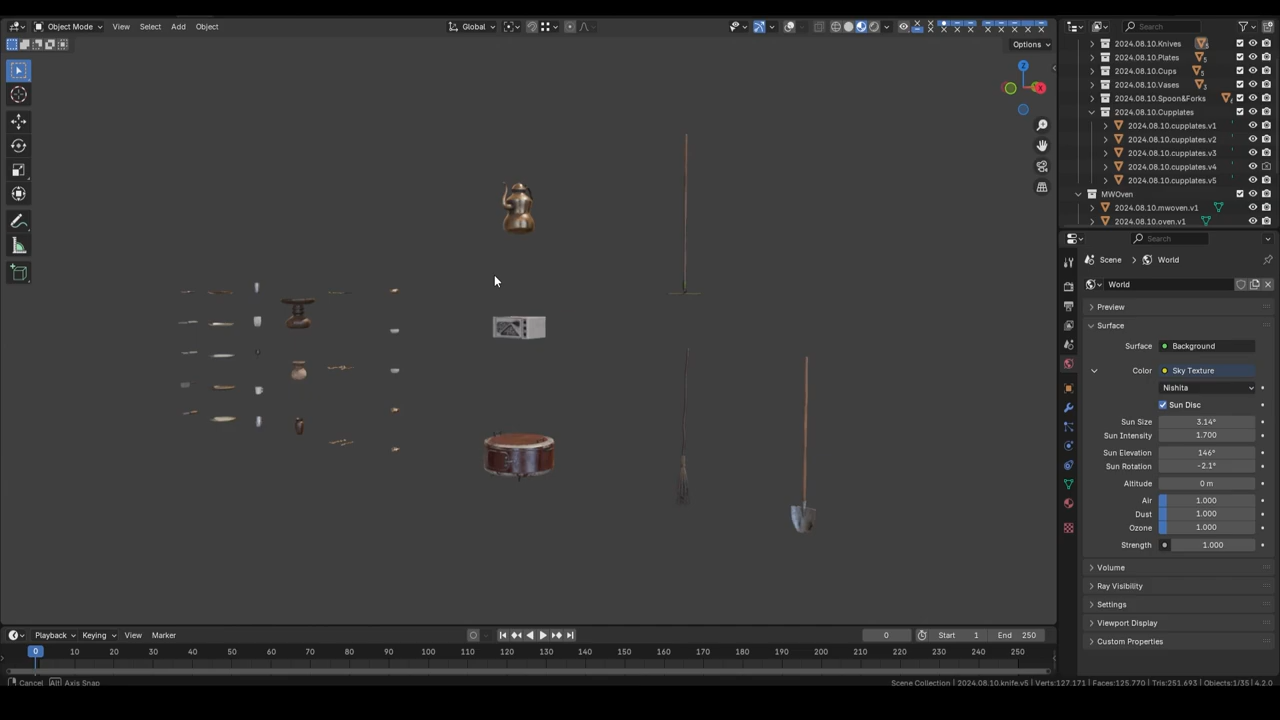 Object Mode View Select Add Object Global Search
Options
2024.08.10.Knives
2024.08.10.Plates
2024.08.10.Cups
2024.08.10.Vases
2024.08.10.Spoon&Forks
2024.08.10.Cupplates
2024.08.10.cupplates.v1
2024.08.10.cupplates.v2
2024.08.10.cupplates.v3
2024.08.10.cupplates.v4
2024.08.10.cupplates.v5
MWOven
2024.08.10.mwoven.v1
2024.08.10.oven.v1
Z
X
Search
Scene World
World
Preview
Surface
Surface Background
Color Sky Texture
Nishita
Sun Disc
Sun Size 3.14°
Sun Intensity 1.700
Sun Elevation 146°
Sun Rotation -2.1°
Altitude 0 m
Air 1.000
Dust 1.000
Ozone 1.000
Strength 1.000
Volume
Ray Visibility
Settings
Viewport Display
Custom Properties
Playback Keying View Marker 0 Start 1 End 250
0 10 20 30 40 50 60 70 80 90 100 110 120 130 140 150 160 170 180 190 200 210 220 230 240 250
Cancel Alt Axis Snap Scene Collection | 2024.08.10.knife.v5 | Verts:127.171 | Faces:125.770 | Tris:251.693 | Objects:1/35 | 4.2.0